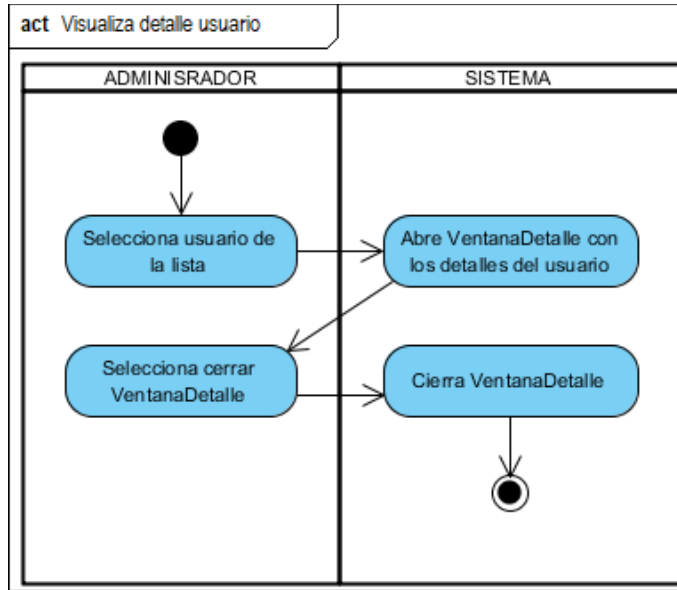 act Visualiza detalle usuario
ADMINISRADOR
SISTEMA
Selecciona usuario de
la lista
Abre VentanaDetalle con
los detalles del usuario
Selecciona cerrar
VentanaDetalle
Cierra VentanaDetalle